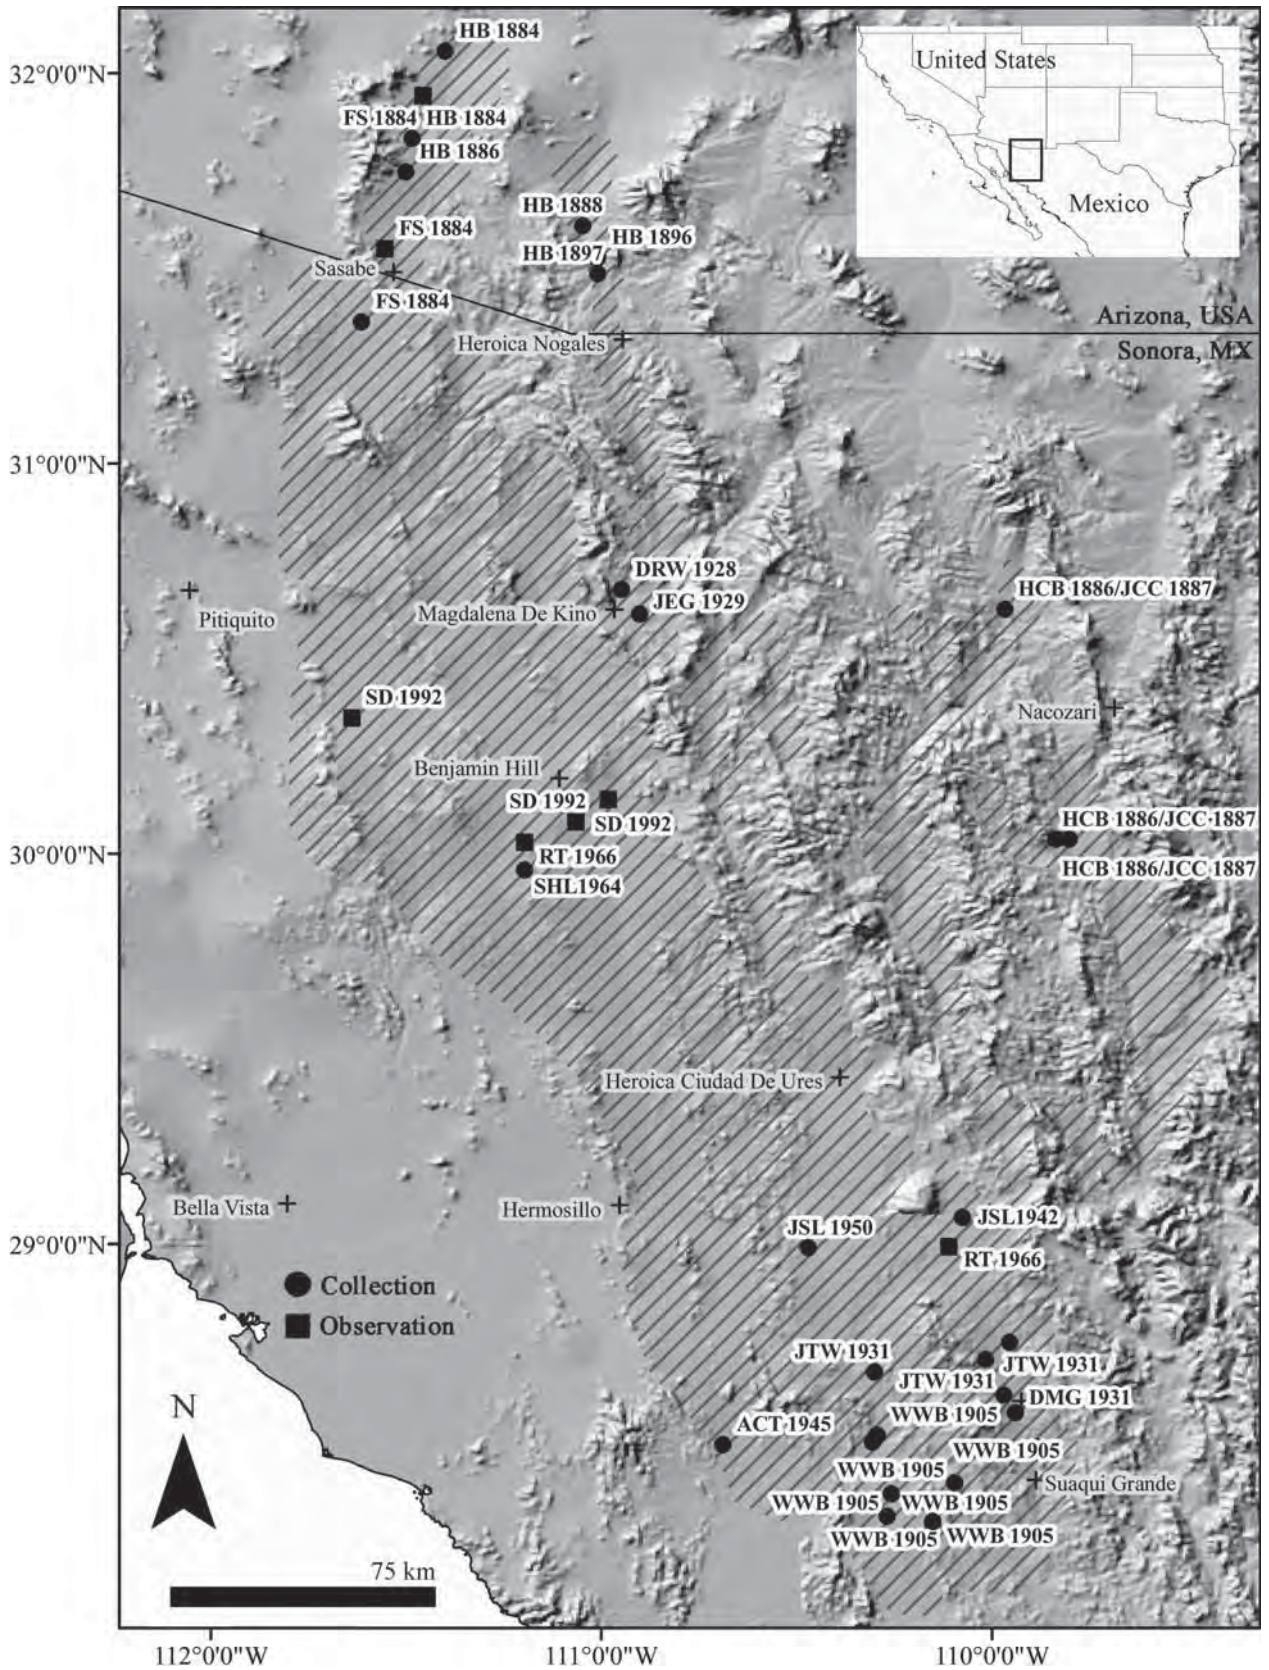 HB 1884
32°0'0"N
United States
FS 1884
HB 1884
HB 1886
Mexico
HB 1888
FS 1884
HB 1896
HB 1897
Sasabe
FS 1884
Arizona, USA
Heroica Nogales
Sonora, MX
31°0'0"N
DRW 1928
HCB 1886/JCC 1887
JEG 1929
Magdalena De Kino
Pitiquito
SD 1992
Nacozari
Benjamin Hill
SD 1992
SD 1992
HCB 1886/JCC 1887
30°0'0"N
RT 1966
HCB 1886/JCC 1887
SHL1964
Heroica Ciudad De Ures
Bella Vista
Hermosillo
JSL1942
JSL 1950
29°0'0"N
RT 1966
Collection
Observation
JTW 1931
JTW 1931
JTW 1931
DMG 1931
N
ACT 1945
WWB 1905
WWB 1905
WWB 1905
Suaqui Grande
WWB 1905
WWB 1905
WWB 1905
WWB 1905
75 km
112°0'0"W
111°0'0"W
110°0'0"W